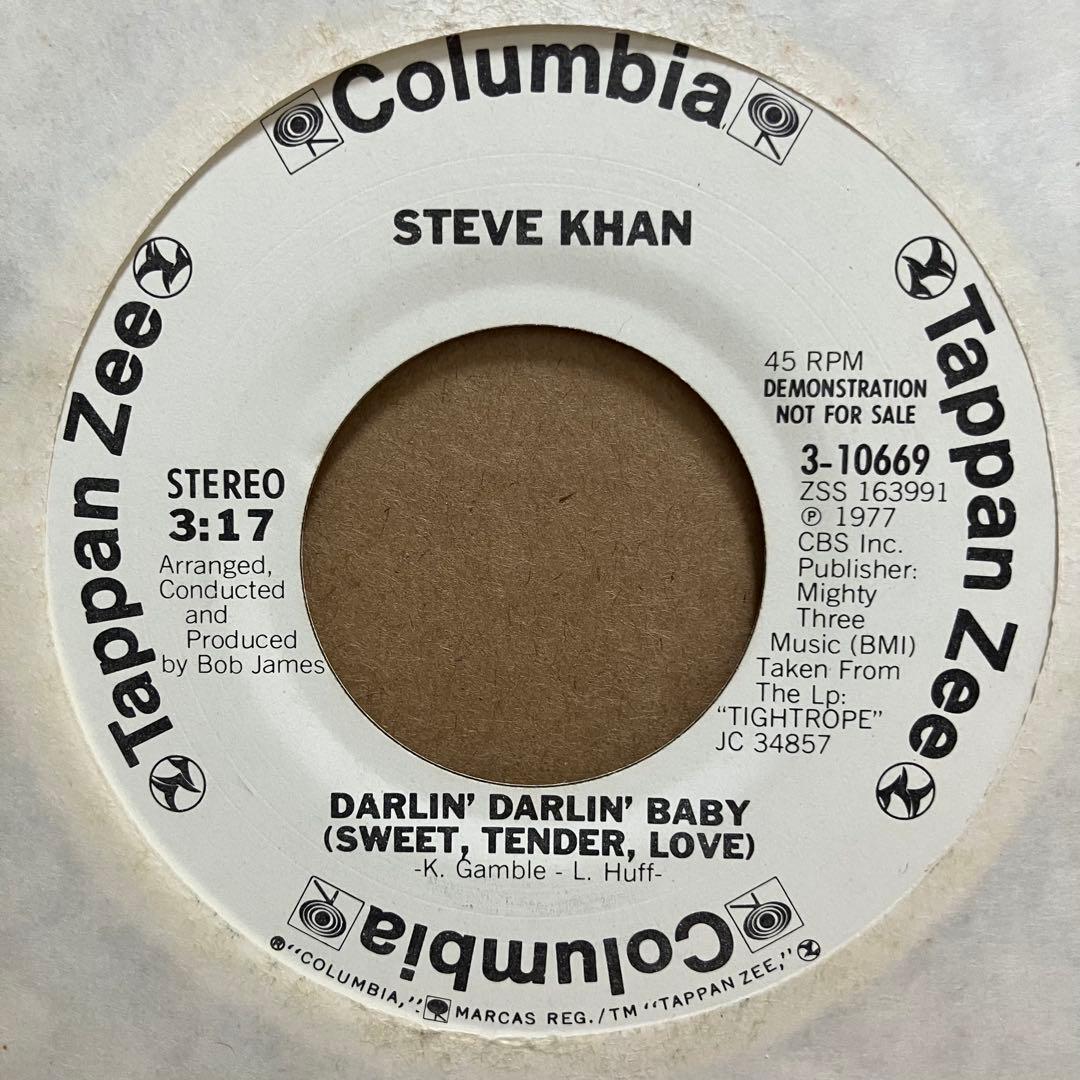 Columbia
STEVE KHAN
Tappan Zee
Tappan Zee
STEREO
3:17
Arranged,
Conducted
and
Produced
by Bob James
45 RPM
DEMONSTRATION
NOT FOR SALE
3-10669
ZSS 163991
℗ 1977
CBS Inc.
Publisher:
Mighty
Three
Music (BMI)
Taken From
The Lp:
"TIGHTROPE"
JC 34857
DARLIN' DARLIN' BABY
(SWEET, TENDER, LOVE)
-K. Gamble - L. Huff-
Columbia
®"COLUMBIA," MARCAS REG./TM "TAPPAN ZEE,"